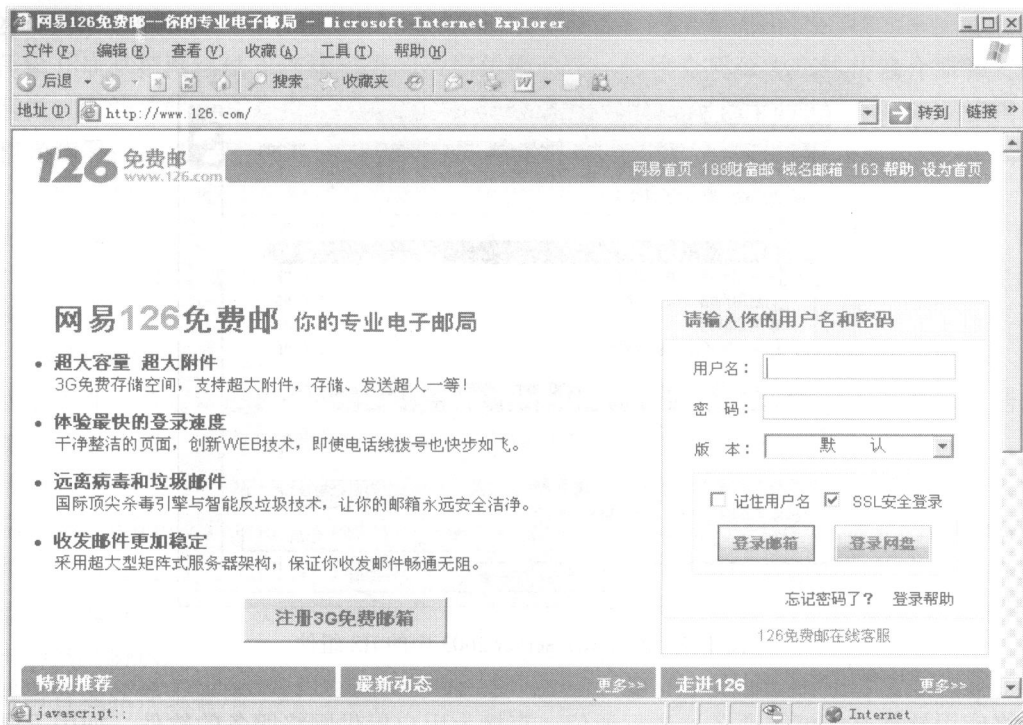 网易126免费邮--你的专业电子邮局 - Microsoft Internet Explorer
文件(F) 编辑(E) 查看(V) 收藏(A) 工具(T) 帮助(H)
后退 搜索 收藏夹
地址(D) http://www.126.com/ 转到 链接 »
126 免费邮
www.126.com
网易首页 188财富邮 域名邮箱 163 帮助 设为首页
网易126免费邮 你的专业电子邮局
• 超大容量 超大附件
3G免费存储空间，支持超大附件，存储、发送超人一等！
• 体验最快的登录速度
干净整洁的页面，创新WEB技术，即使电话线拨号也快步如飞。
• 远离病毒和垃圾邮件
国际顶尖杀毒引擎与智能反垃圾技术，让你的邮箱永远安全洁净。
• 收发邮件更加稳定
采用超大型矩阵式服务器架构，保证你收发邮件畅通无阻。
注册3G免费邮箱
请输入你的用户名和密码
用户名：
密 码：
版 本： 默 认
记住用户名 SSL安全登录
登录邮箱 登录网盘
忘记密码了？ 登录帮助
126免费邮在线客服
特别推荐 最新动态 更多>> 走进126 更多>>
javascript:; Internet